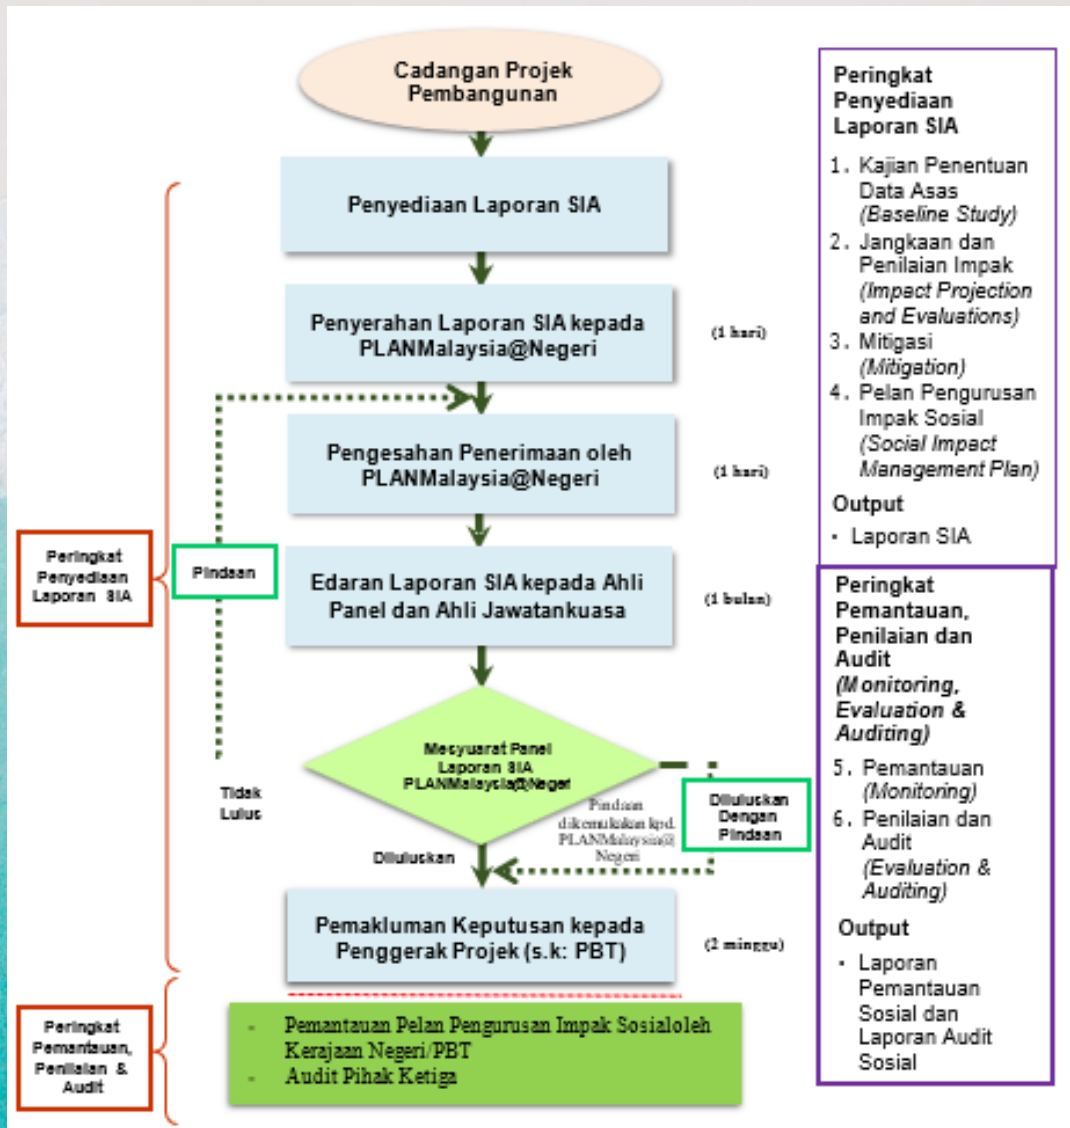 Cadangan Projek
Pembangunan
Penyediaan Laporan SIA
Penyerahan Laporan SIA kepada
PLANMalaysia@Negeri
(1 hari)
Pengesahan Penerimaan oleh
PLANMalaysia@Negeri
(1 hari)
Edaran Laporan SIA kepada Ahli
Panel dan Ahli Jawatankuasa
(1 bulan)
Peringkat
Penyediaan
Laporan SIA
Pindaan
Mesyuarat Panel
Laporan SIA
PLANMalaysia@Neger
Tidak
Lulus
Diluluskan
Pindaan
dikemukakan kpd.
PLANMalaysia@
Negeri
Diluluskan
Dengan
Pindaan
Pemakluman Keputusan kepada
Penggerak Projek (s.k: PBT)
(2 minggu)
Peringkat
Pemantauan,
Penilaian &
Audit
- Pemantauan Pelan Pengurusan Impak Sosialoleh
Kerajaan Negeri/PBT
- Audit Pihak Ketiga
Peringkat
Penyediaan
Laporan SIA
1. Kajian Penentuan
Data Asas
(Baseline Study)
2. Jangkaan dan
Penilaian Impak
(Impact Projection
and Evaluations)
3. Mitigasi
(Mitigation)
4. Pelan Pengurusan
Impak Sosial
(Social Impact
Management Plan)
Output
• Laporan SIA
Peringkat
Pemantauan,
Penilaian dan
Audit
(Monitoring,
Evaluation &
Auditing)
5. Pemantauan
(Monitoring)
6. Penilaian dan
Audit
(Evaluation &
Auditing)
Output
• Laporan
Pemantauan
Sosial dan
Laporan Audit
Sosial